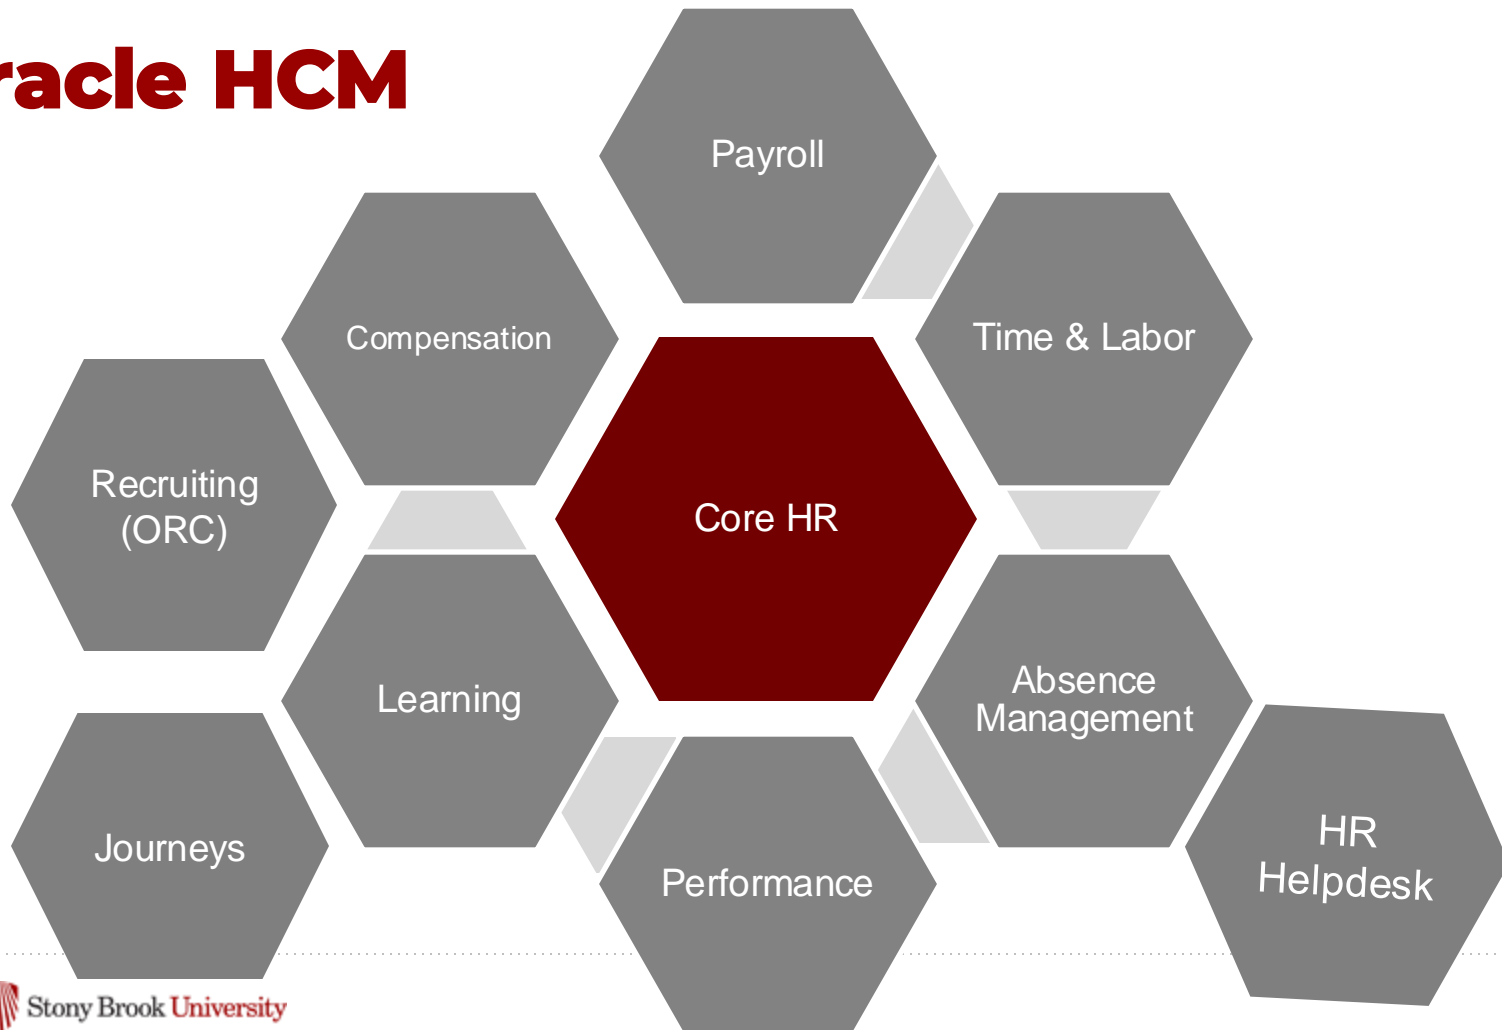 racle HCM
Payroll
Compensation
Time & Labor
Recruiting
(ORC)
Core HR
Learning
Absence
Management
Journeys
Performance
HR
Helpdesk
Stony Brook University